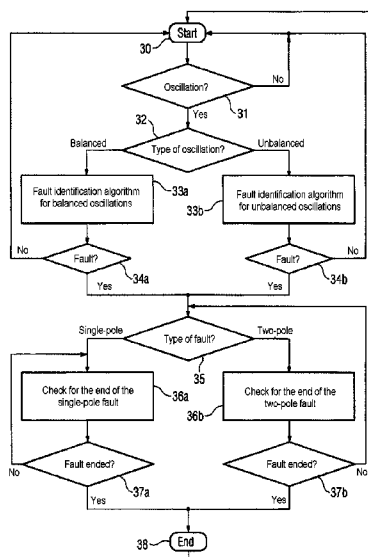 Start
30
Oscillation?
No
31
Yes
32
Type of oscillation?
Balanced
Unbalanced
33a
Fault identification algorithm
for balanced oscillations
33b
Fault identification algorithm
for unbalanced oscillations
No
Fault?
34a
Fault?
34b
No
Yes
Yes
Single-pole
Type of fault?
Two-pole
35
36a
Check for the end of the
single-pole fault
36b
Check for the end of the
two-pole fault
No
Fault ended?
37a
Fault ended?
37b
No
Yes
Yes
38
End